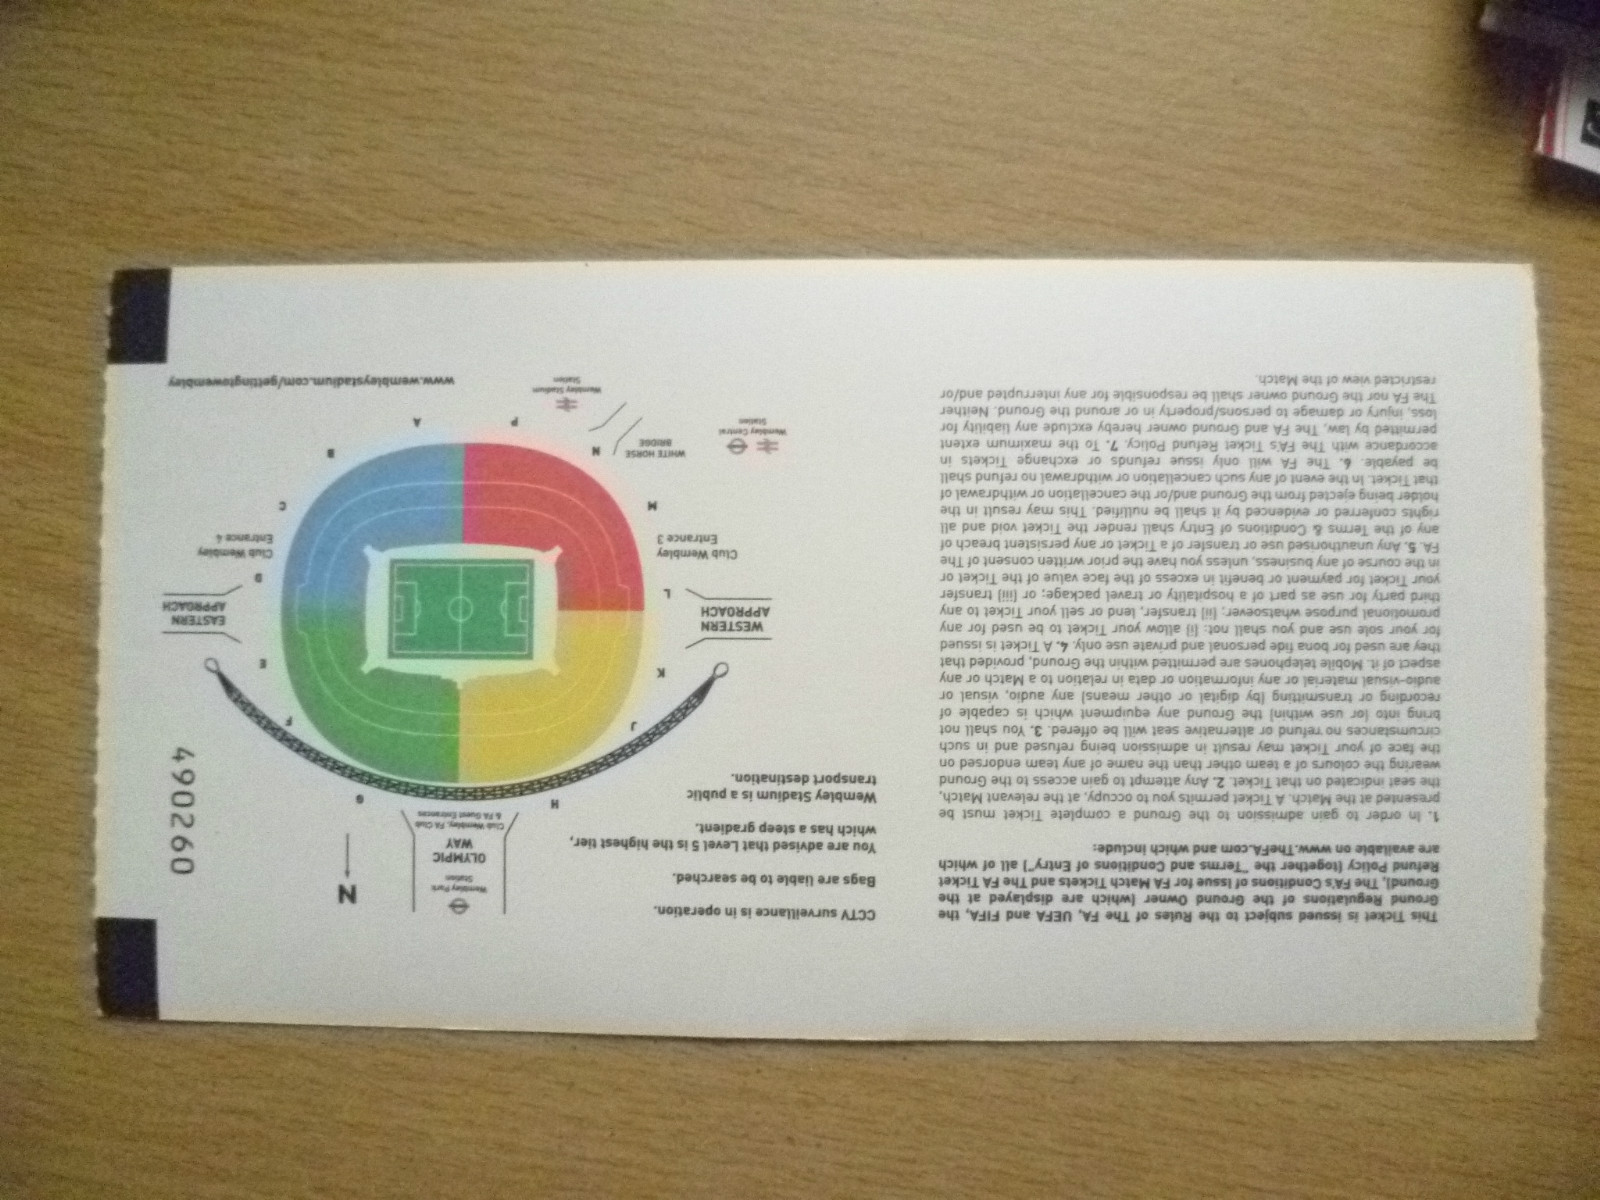 This Ticket is issued subject to the Rules of The FA, UEFA and FIFA, the
Ground Regulations of the Ground Owner (which are displayed at the
Ground), The FA's Conditions of Issue for FA Match Tickets and The FA Ticket
Refund Policy (together the "Terms and Conditions of Entry") all of which
are available on www.TheFA.com and which include:
1. In order to gain admission to the Ground a complete Ticket must be
presented at the Match. A Ticket permits you to occupy, at the relevant Match,
the seat indicated on that Ticket. 2. Any attempt to gain access to the Ground
wearing the colours of a team other than the name of any team endorsed on
the face of your Ticket may result in admission being refused and in such
circumstances no refund or alternative seat will be offered. 3. You shall not
bring into (or use within) the Ground any equipment which is capable of
recording or transmitting (by digital or other means) any audio, visual or
audio-visual material or any information or data in relation to a Match or any
aspect of it. Mobile telephones are permitted within the Ground, provided that
they are used for bona fide personal and private use only. 4. A Ticket is issued
for your sole use and you shall not: (i) allow your Ticket to be used for any
promotional purpose whatsoever; (ii) transfer, lend or sell your Ticket to any
third party for use as part of a hospitality or travel package; or (iii) transfer
your Ticket for payment or benefit in excess of the face value of the Ticket or
in the course of any business, unless you have the prior written consent of The
FA. 5. Any unauthorised use or transfer of a Ticket or any persistent breach of
any of the Terms & Conditions of Entry shall render the Ticket void and all
rights conferred or evidenced by it shall be nullified. This may result in the
holder being ejected from the Ground and/or the cancellation or withdrawal of
that Ticket. In the event of any such cancellation or withdrawal no refund shall
be payable. 6. The FA will only issue refunds or exchange Tickets in
accordance with The FA's Ticket Refund Policy. 7. To the maximum extent
permitted by law, The FA and Ground owner hereby exclude any liability for
loss, injury or damage to persons/property in or around the Ground. Neither
The FA nor the Ground owner shall be responsible for any interrupted and/or
restricted view of the Match.
CCTV surveillance is in operation.
Bags are liable to be searched.
You are advised that Level 5 is the highest tier,
which has a steep gradient.
Wembley Stadium is a public
transport destination.
Wembley Park
Station
OLYMPIC
WAY
Club Wembley, FA Club
& FA Guest Entrances
N
490260
H
G
J
F
K
E
WESTERN
APPROACH
EASTERN
APPROACH
L
D
Club Wembley
Entrance 3
Club Wembley
Entrance 4
M
C
N
B
P
A
WHITE HORSE
BRIDGE
Wembley Central
Station
Wembley Stadium
Station
www.wembleystadium.com/gettingtowembley